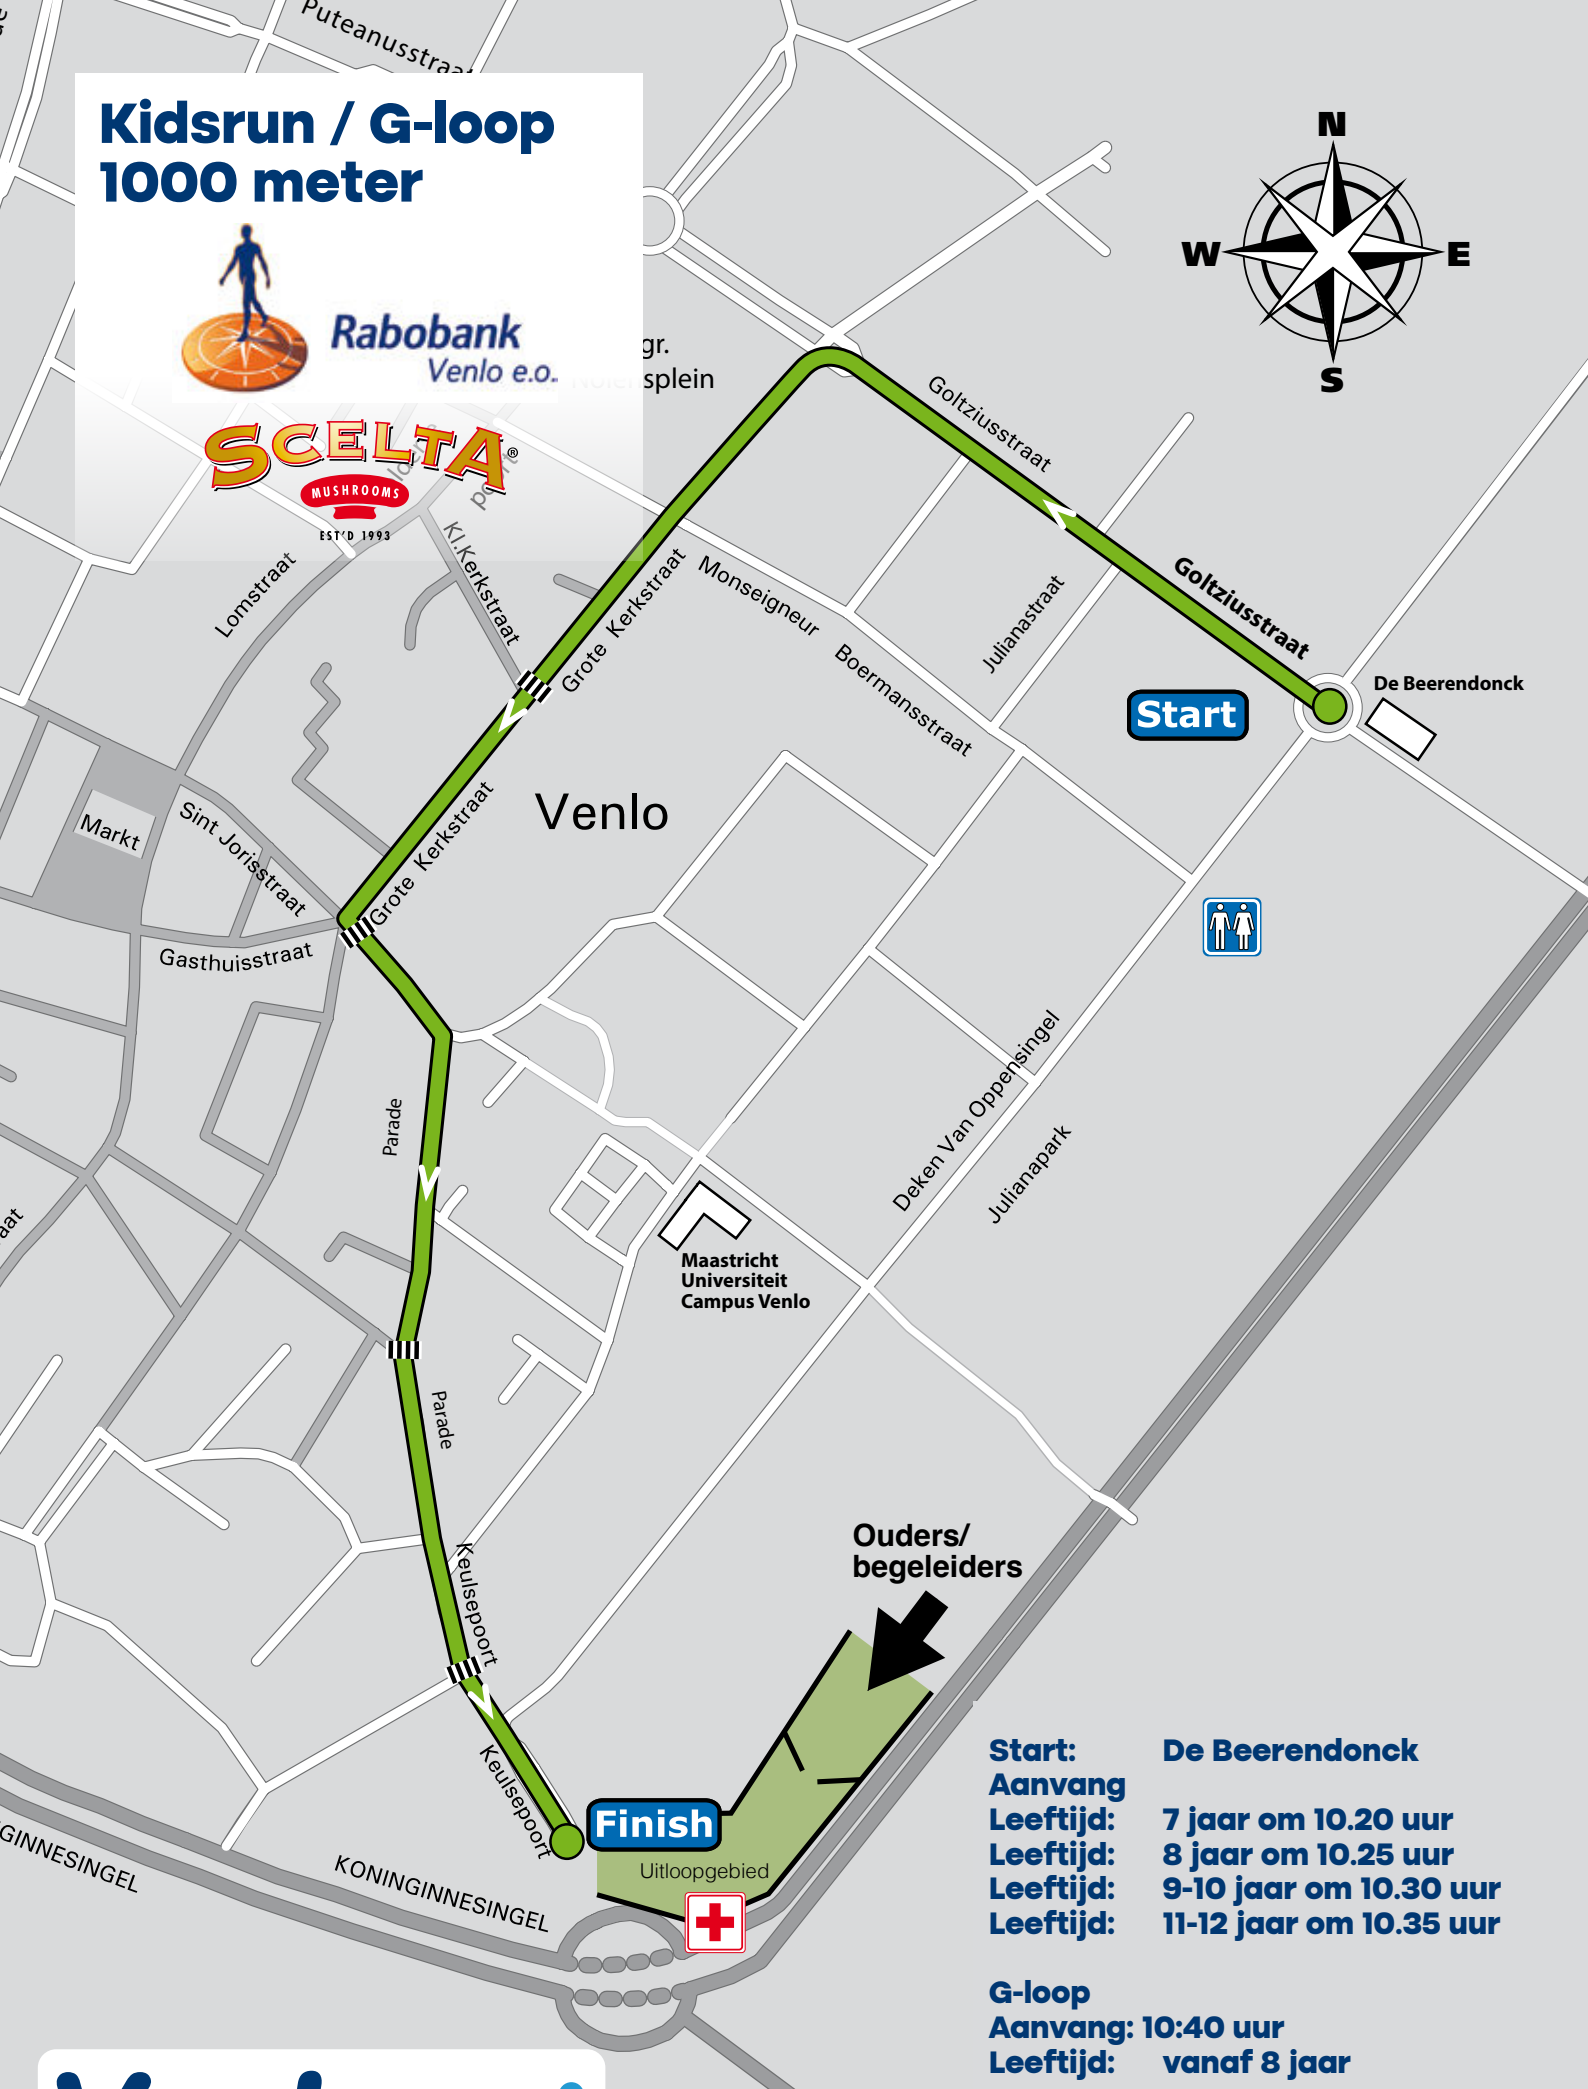 Puteanusstraat
Kidsrun / G-loop
1000 meter
Rabobank
Venlo e.o.
SCELTA®
MUSHROOMS
EST'D 1993
gr.
Nolensplein
N
W
E
S
Goltziusstraat
Goltziusstraat
De Beerendonck
Start
Kl.Kerkstraat
Lomstraat
Grote Kerkstraat
Monseigneur
Boermansstraat
Julianastraat
Venlo
Markt
Sint Jorisstraat
Grote Kerkstraat
Gasthuisstraat
Parade
Deken Van Oppensingel
Julianapark
Maastricht
Universiteit
Campus Venlo
Parade
Keulsepoort
Ouders/
begeleiders
Keulsepoort
Finish
Uitloopgebied
GINNESINGEL
KONINGINNESINGEL
Start: De Beerendonck
Aanvang
Leeftijd: 7 jaar om 10.20 uur
Leeftijd: 8 jaar om 10.25 uur
Leeftijd: 9-10 jaar om 10.30 uur
Leeftijd: 11-12 jaar om 10.35 uur
G-loop
Aanvang: 10:40 uur
Leeftijd: vanaf 8 jaar